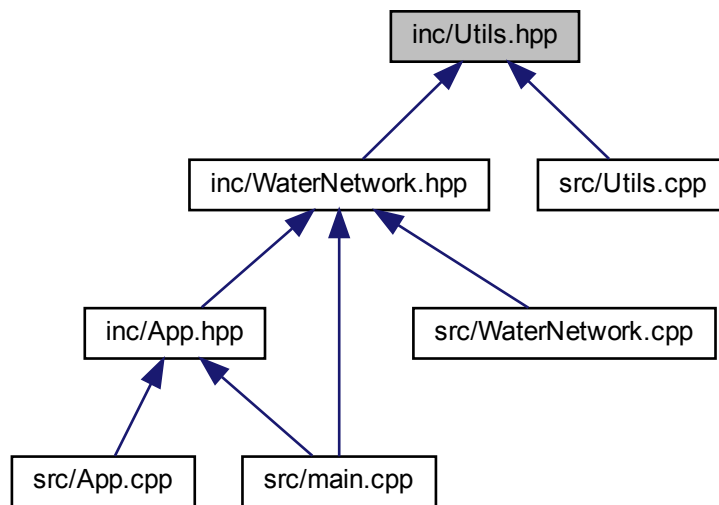 inc/Utils.hpp
inc/WaterNetwork.hpp
src/Utils.cpp
inc/App.hpp
src/WaterNetwork.cpp
src/App.cpp
src/main.cpp